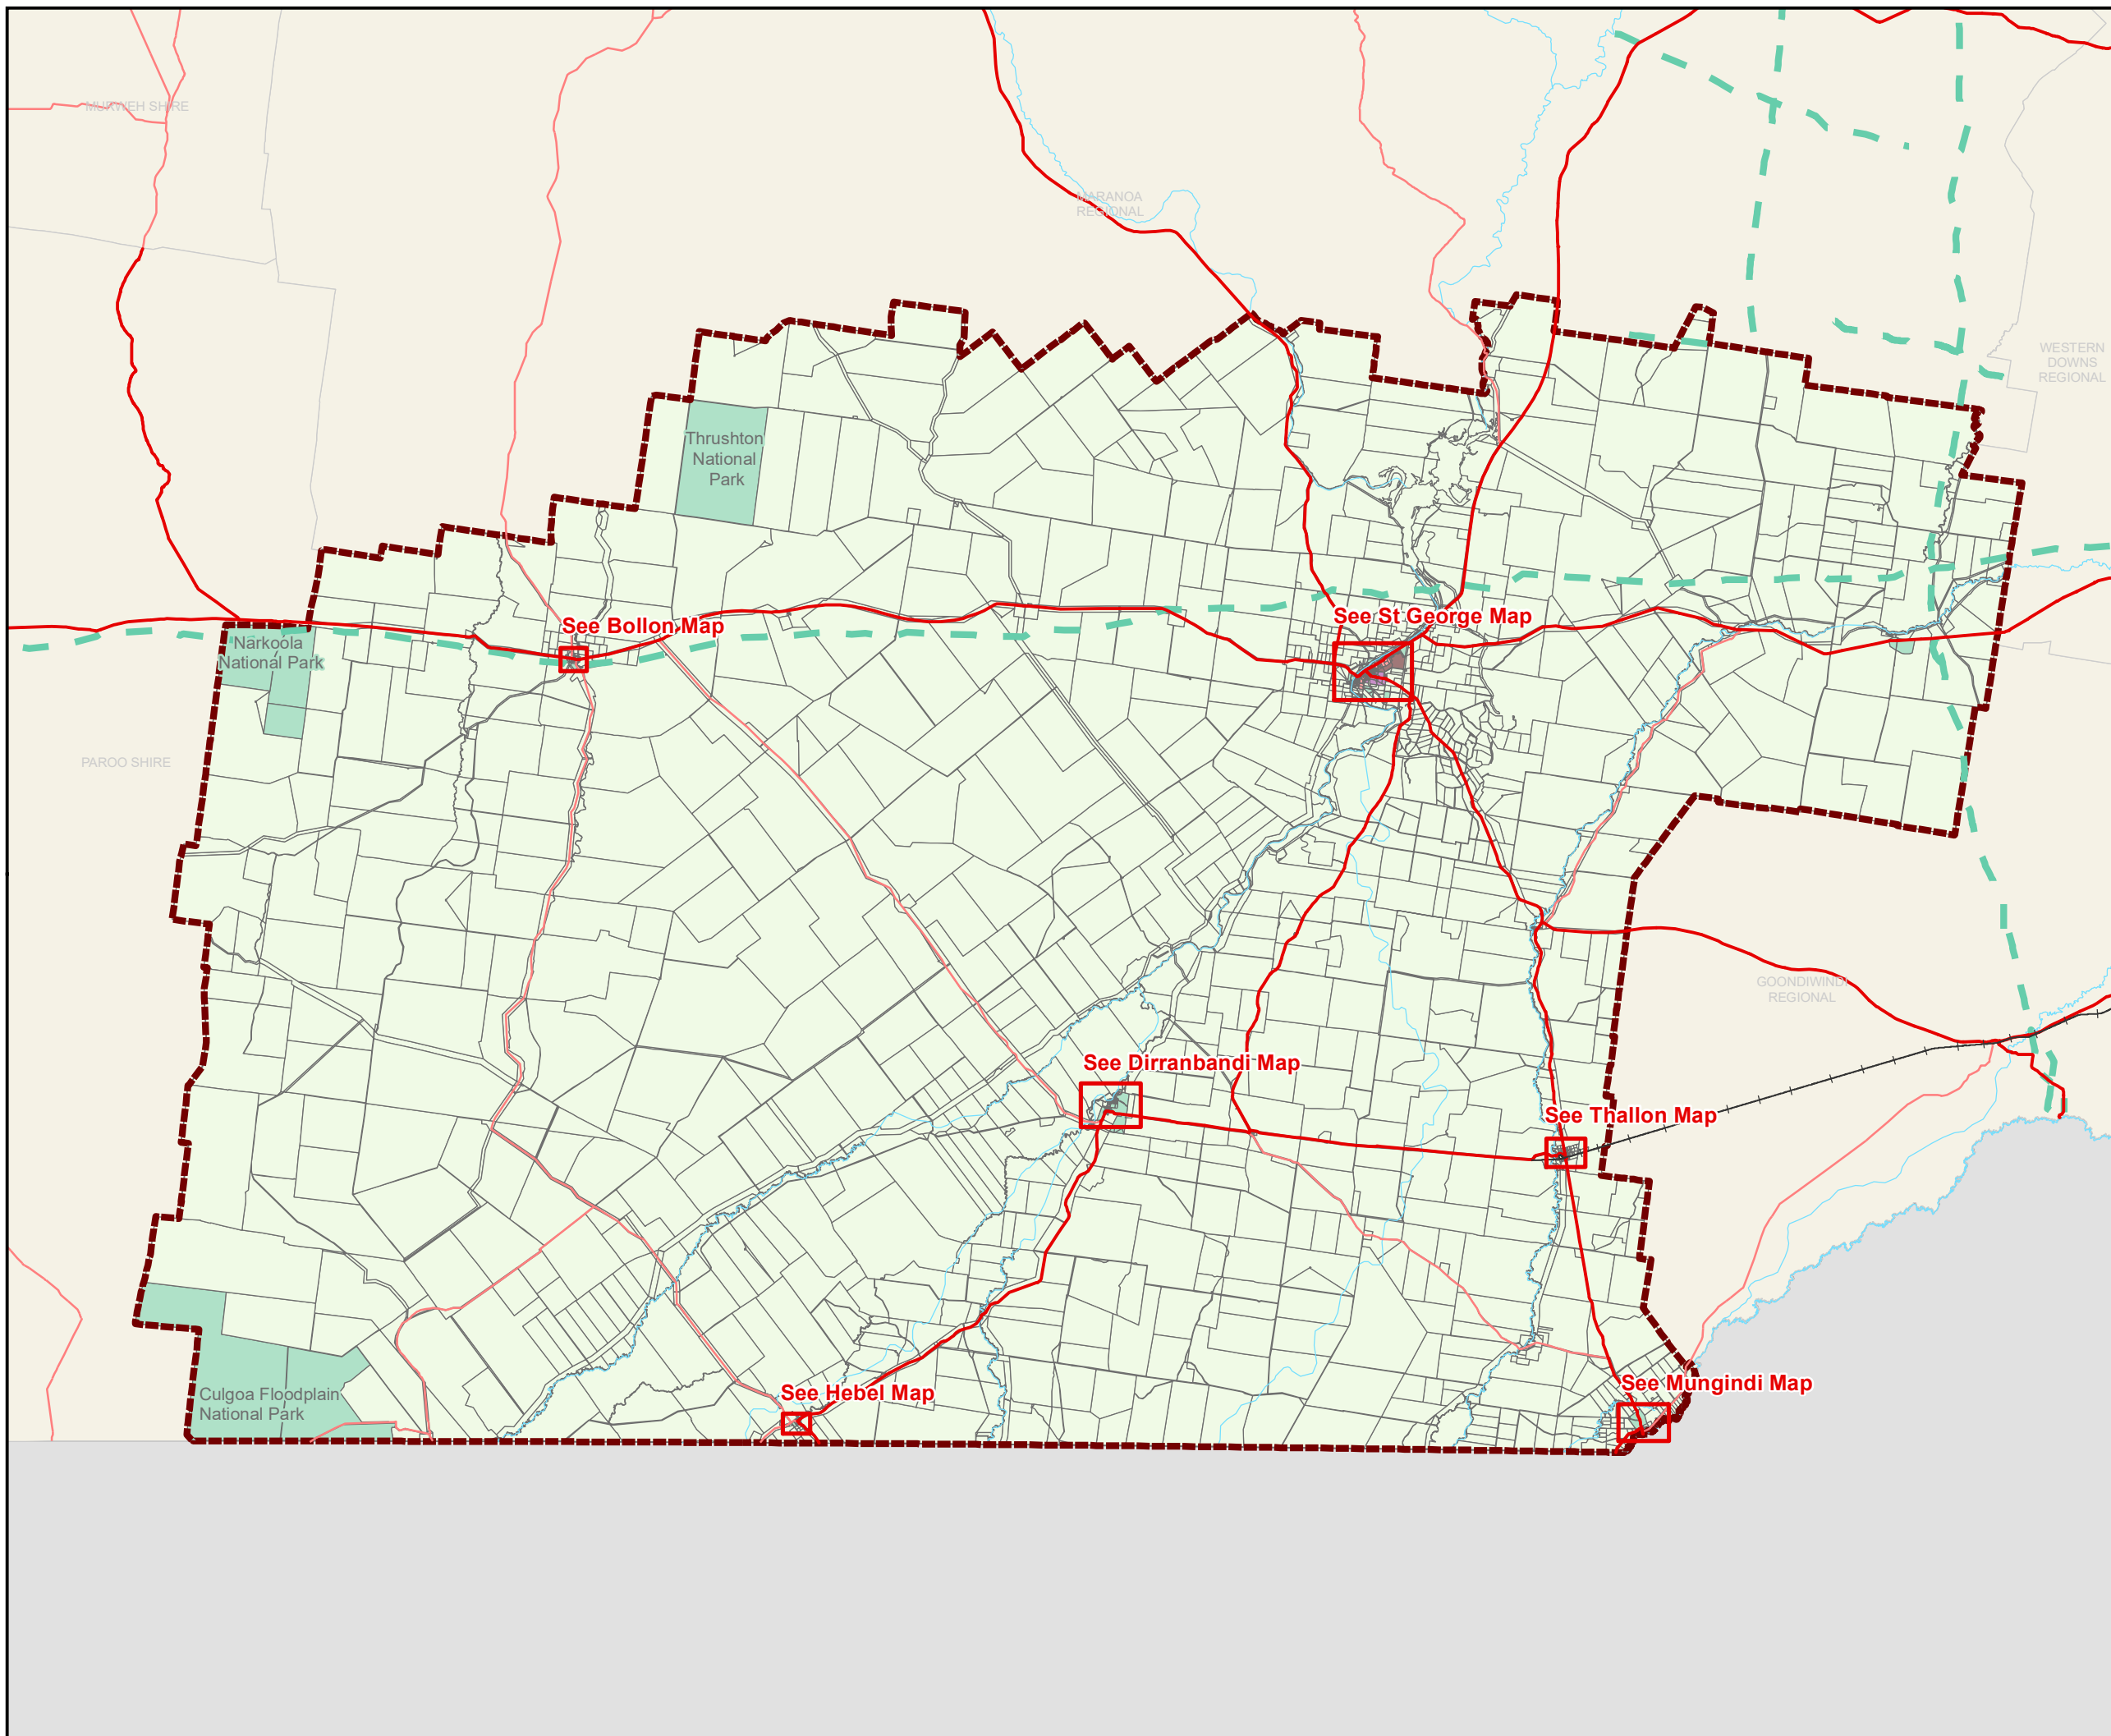 MURWEH SHIRE
MARANOA
REGIONAL
WESTERN
DOWNS
REGIONAL
Thrushton
National
Park
See Bollon Map
See St George Map
Narkoola
National Park
PAROO SHIRE
GOONDIWINDI
REGIONAL
See Dirranbandi Map
See Thallon Map
See Hebel Map
See Mungindi Map
Culgoa Floodplain
National Park